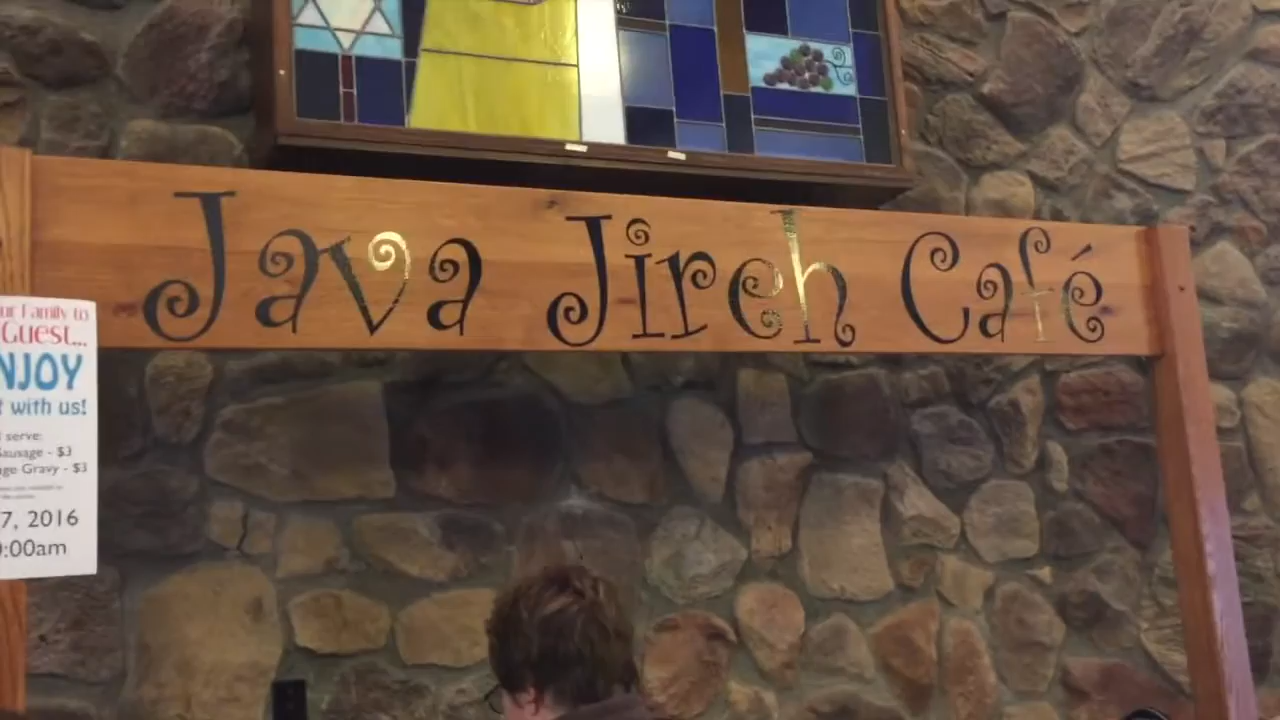 Java Jireh Café
ur Family to
Guest...
NJOY
with us!
serve:
Sausage - $3
ge Gravy - $3
7, 2016
:00am